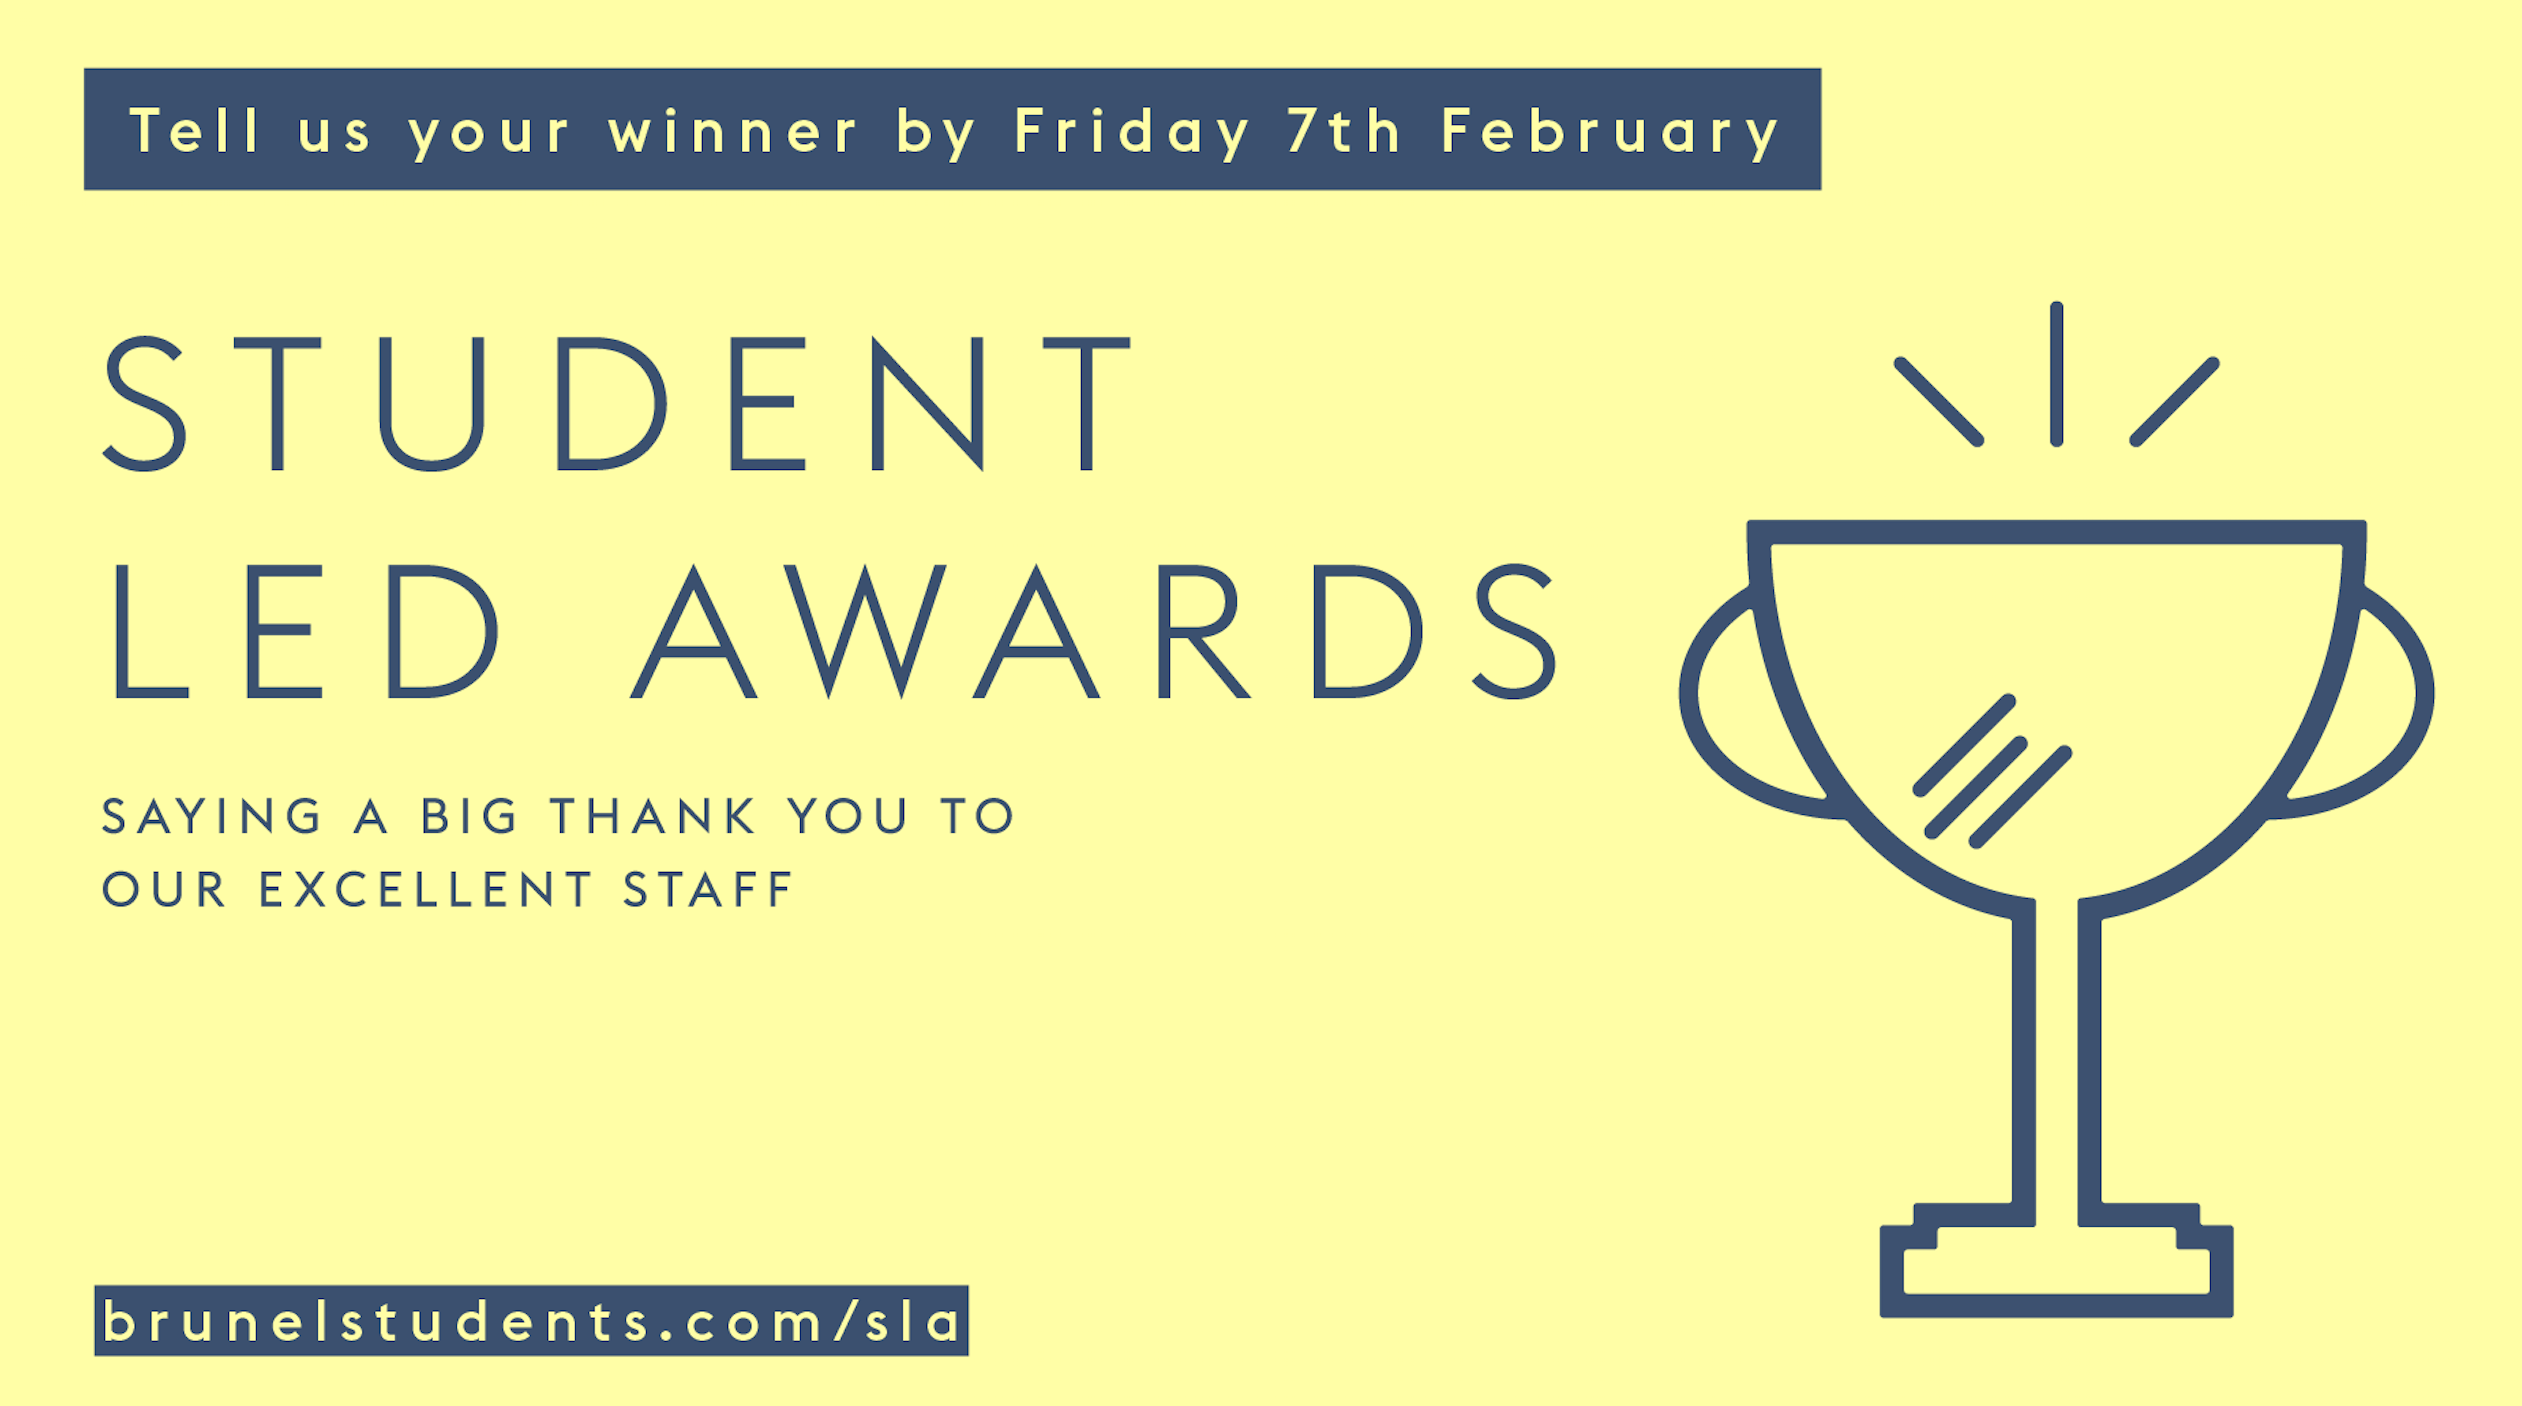 Tell us your winner by Friday 7th February
STUDENT
LED AWARDS
SAYING A BIG THANK YOU TO
OUR EXCELLENT STAFF
brunelstudents.com/sla